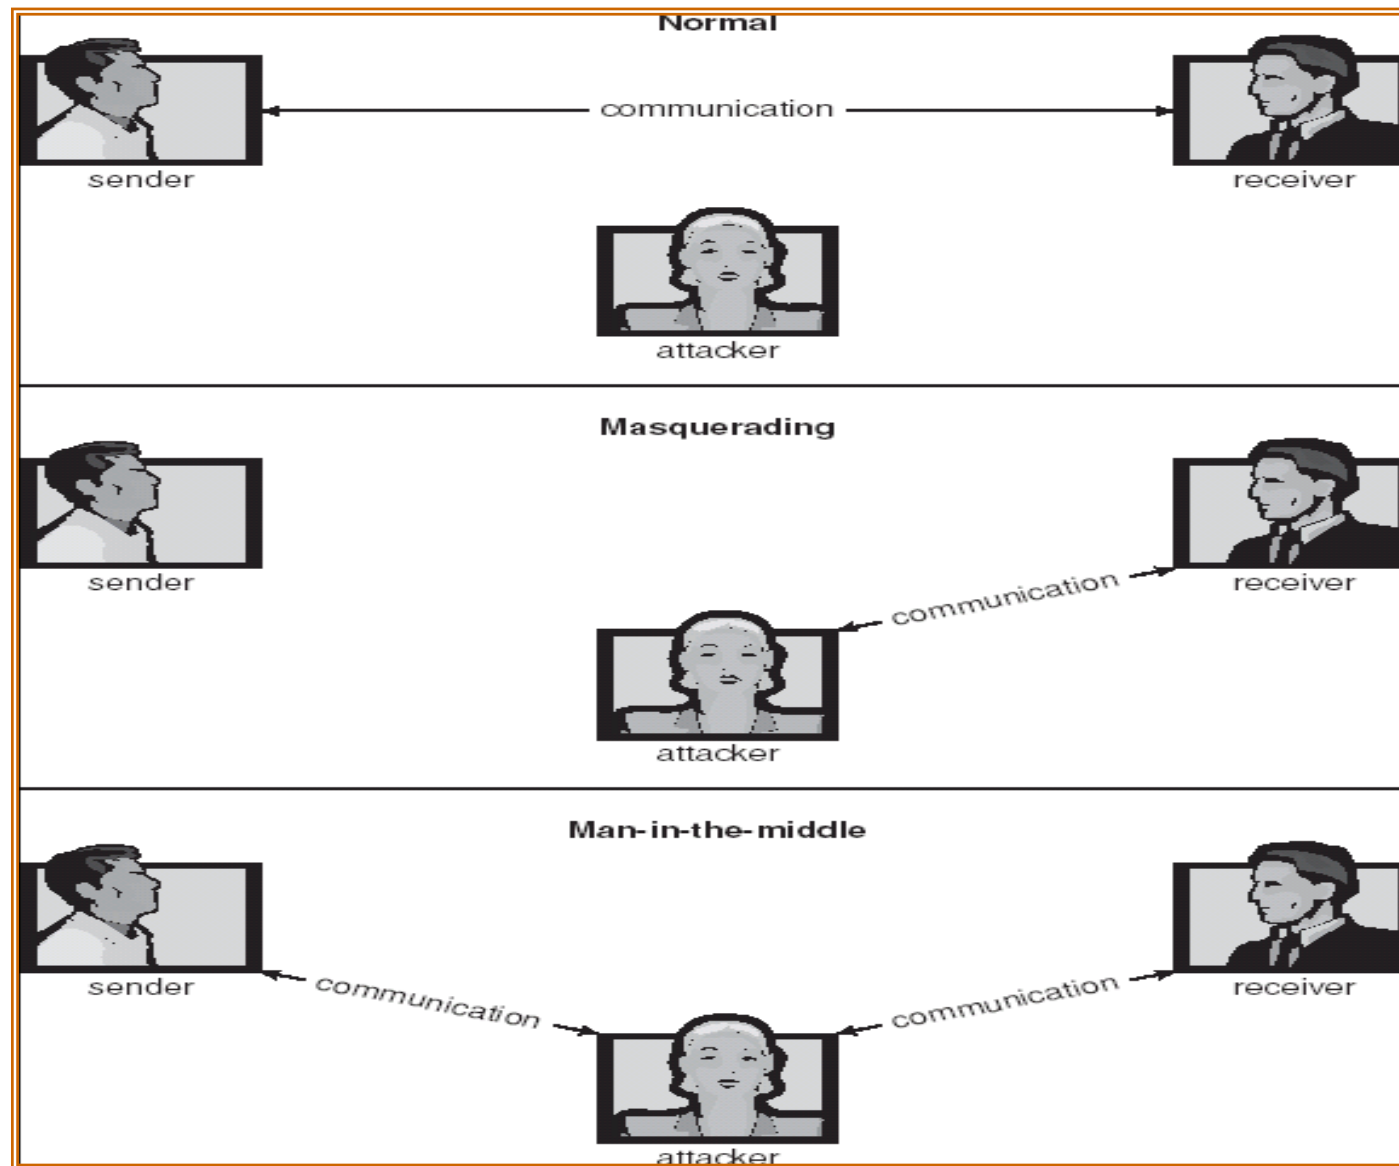 Normal
communication
sender
receiver
attacker
Masquerading
sender
communication
receiver
attacker
Man-in-the-middle
sender
communication
communication
receiver
attacker